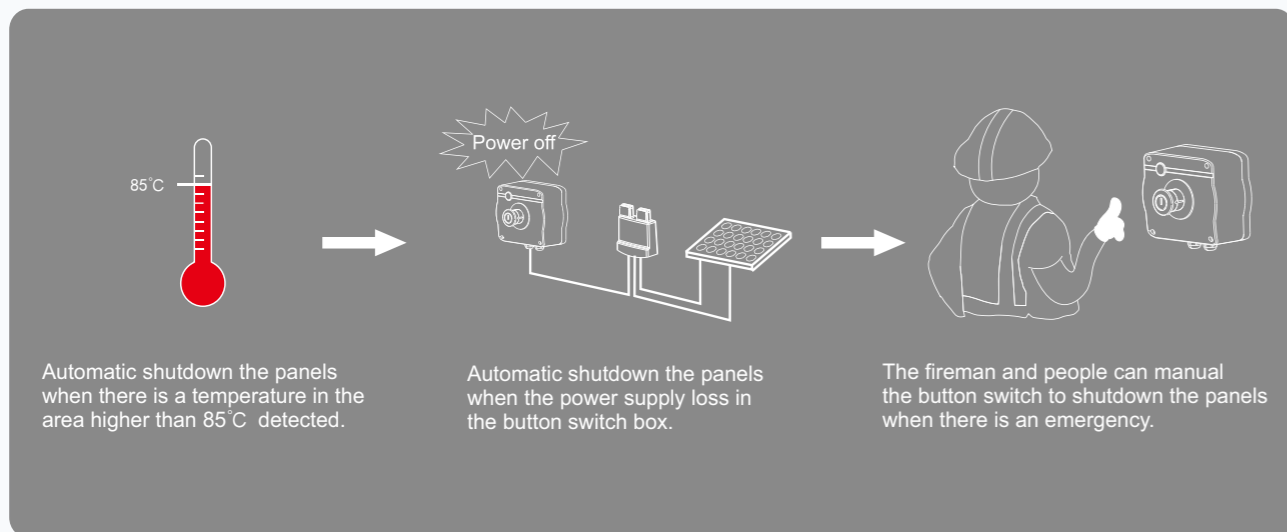 85°C
Power off
Automatic shutdown the panels
when there is a temperature in the
area higher than 85°C detected.
Automatic shutdown the panels
when the power supply loss in
the button switch box.
The fireman and people can manual
the button switch to shutdown the panels
when there is an emergency.